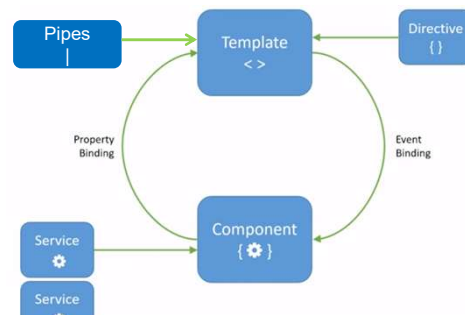 Pipes
|
Template
< >
Directive
{ }
Property
Binding
Event
Binding
Component
{ }
Service
Service